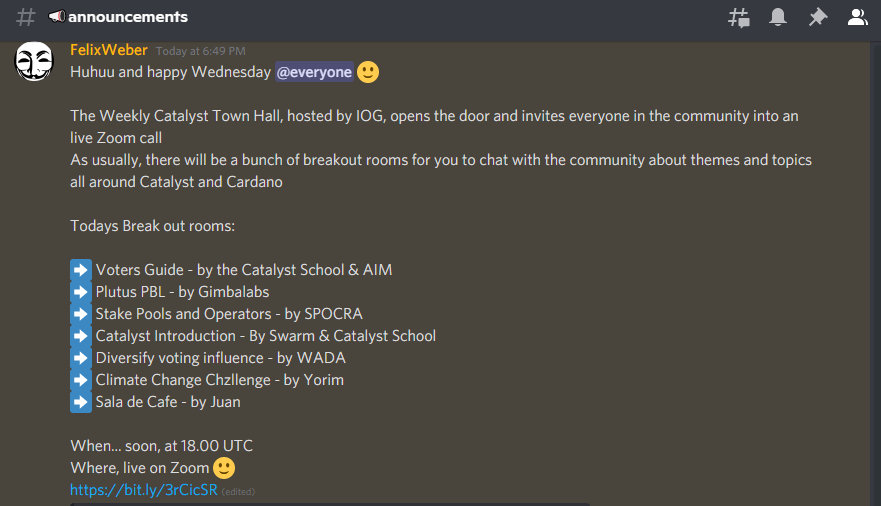 announcements
FelixWeber Today at 6:49 PM
Huhuu and happy Wednesday @everyone 🙂
The Weekly Catalyst Town Hall, hosted by IOG, opens the door and invites everyone in the community into an
live Zoom call
As usually, there will be a bunch of breakout rooms for you to chat with the community about themes and topics
all around Catalyst and Cardano
Todays Break out rooms:
➡️ Voters Guide - by the Catalyst School & AIM
➡️ Plutus PBL - by Gimbalabs
➡️ Stake Pools and Operators - by SPOCRA
➡️ Catalyst Introduction - By Swarm & Catalyst School
➡️ Diversify voting influence - by WADA
➡️ Climate Change Chzllenge - by Yorim
➡️ Sala de Cafe - by Juan
When... soon, at 18.00 UTC
Where, live on Zoom 🙂
https://bit.ly/3rCicSR (edited)